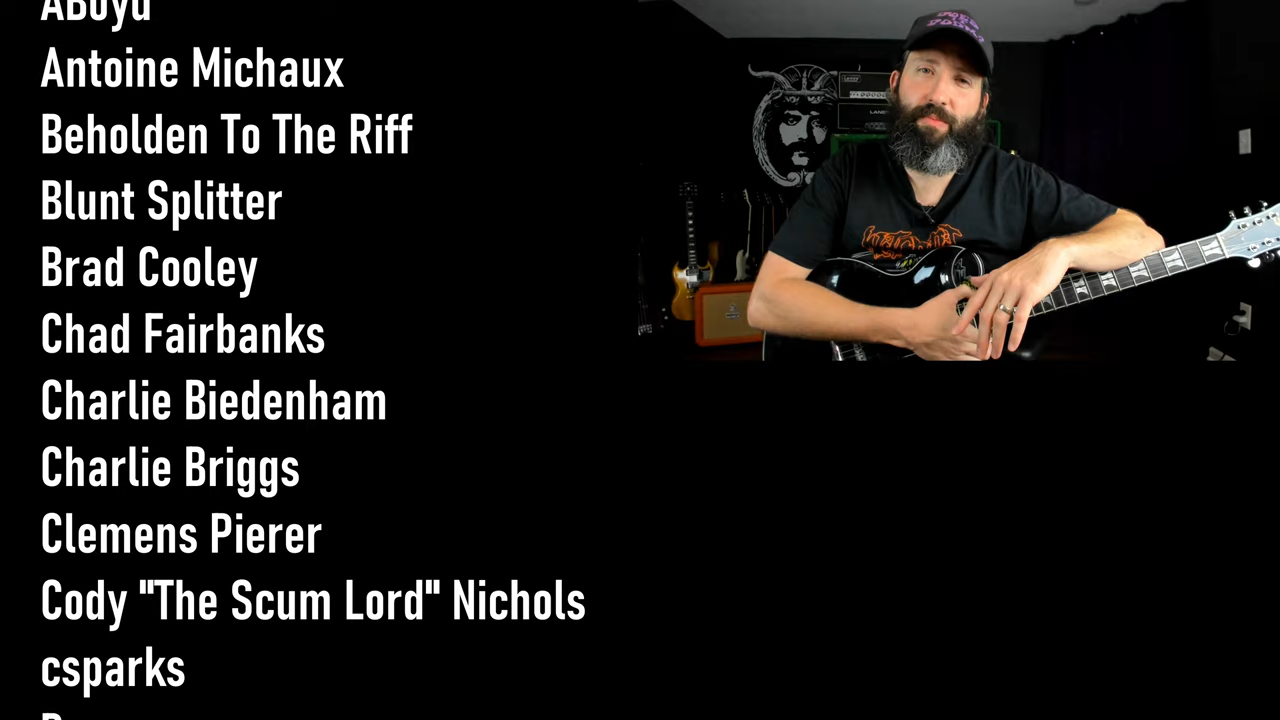 ABoyd
Antoine Michaux
Beholden To The Riff
Blunt Splitter
Brad Cooley
Chad Fairbanks
Charlie Biedenham
Charlie Briggs
Clemens Pierer
Cody "The Scum Lord" Nichols
csparks